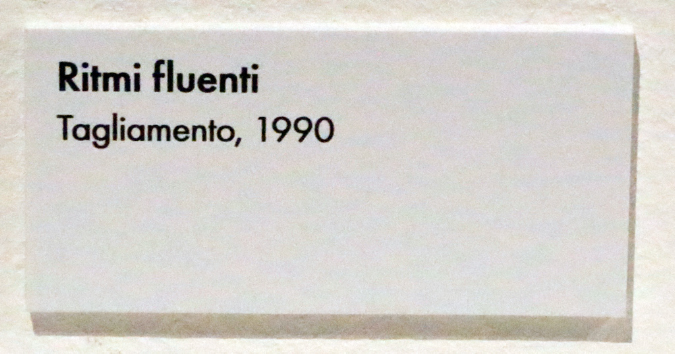 Ritmi fluenti
Tagliamento, 1990